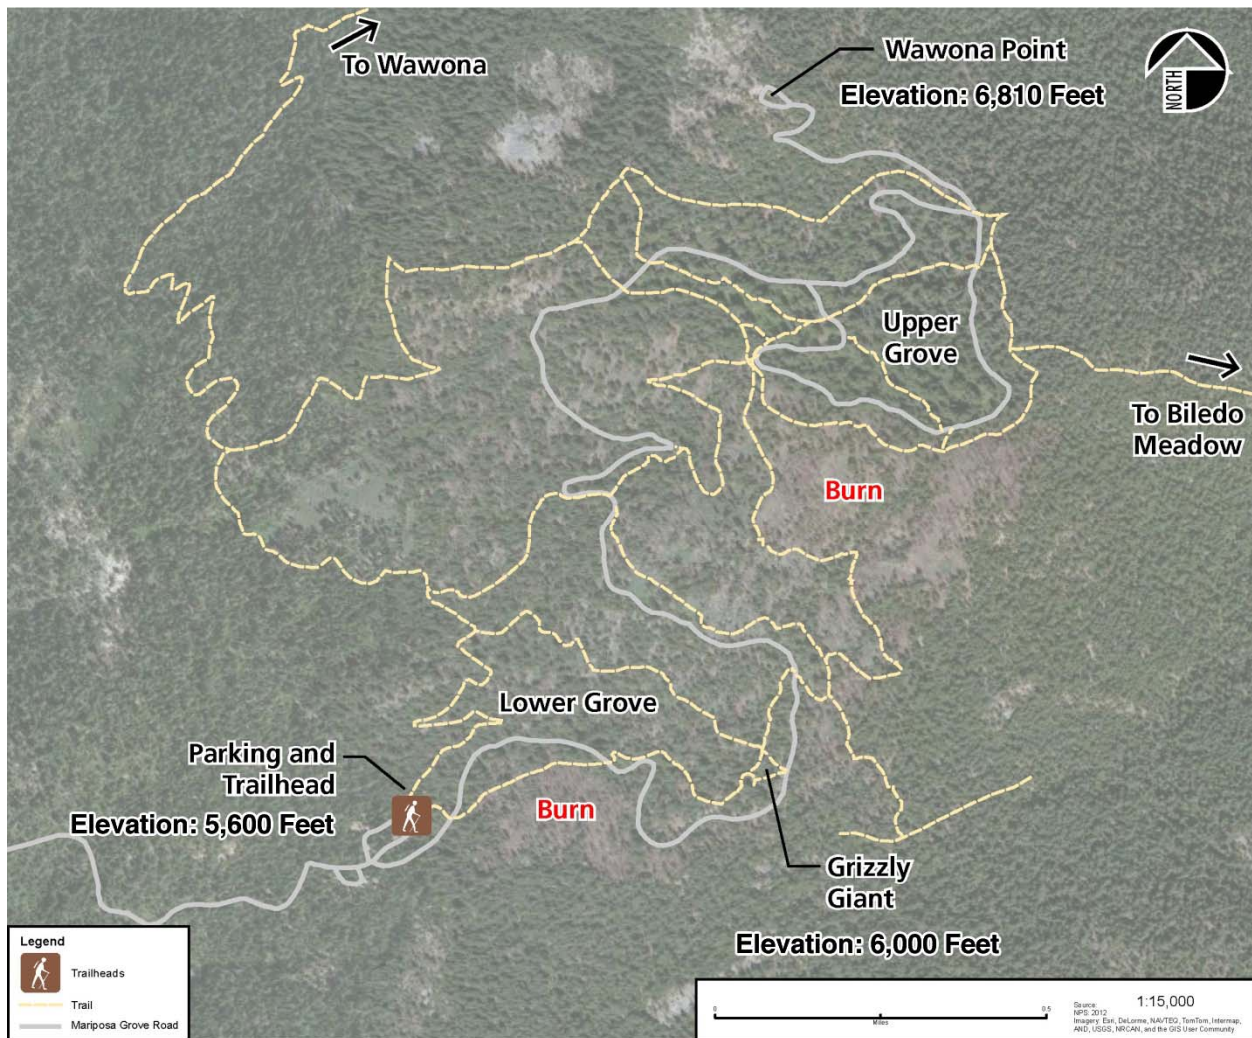 To Wawona
Wawona Point
Elevation: 6,810 Feet
NORTH
Upper
Grove
To Biledo
Meadow
Burn
Lower Grove
Parking and
Trailhead
Elevation: 5,600 Feet
Burn
Grizzly
Giant
Elevation: 6,000 Feet
Legend
Trailheads
Trail
Mariposa Grove Road
0 0.5
Miles
1:15,000
Source:
NPS 2012
Imagery: Esri, DeLorme, NAVTEQ, TomTom, Intermap,
AND, USGS, NRCAN, and the GIS User Community